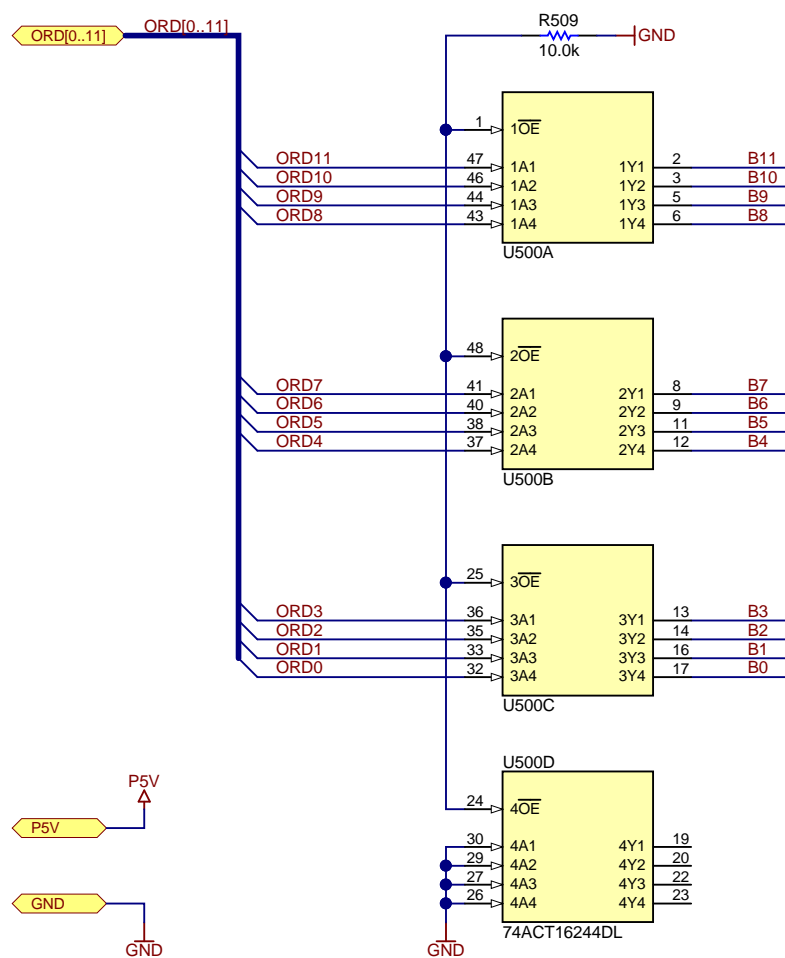 ORD[0..11]
ORD[0..11]
R509
10.0k
GND
1
1OE
ORD11 47 1A1 1Y1 2 B11
ORD10 46 1A2 1Y2 3 B10
ORD9 44 1A3 1Y3 5 B9
ORD8 43 1A4 1Y4 6 B8
U500A
48 2OE
ORD7 41 2A1 2Y1 8 B7
ORD6 40 2A2 2Y2 9 B6
ORD5 38 2A3 2Y3 11 B5
ORD4 37 2A4 2Y4 12 B4
U500B
25 3OE
ORD3 36 3A1 3Y1 13 B3
ORD2 35 3A2 3Y2 14 B2
ORD1 33 3A3 3Y3 16 B1
ORD0 32 3A4 3Y4 17 B0
U500C
U500D
24 4OE
30 4A1 4Y1 19
29 4A2 4Y2 20
27 4A3 4Y3 22
26 4A4 4Y4 23
74ACT16244DL
GND
P5V
P5V
GND
GND